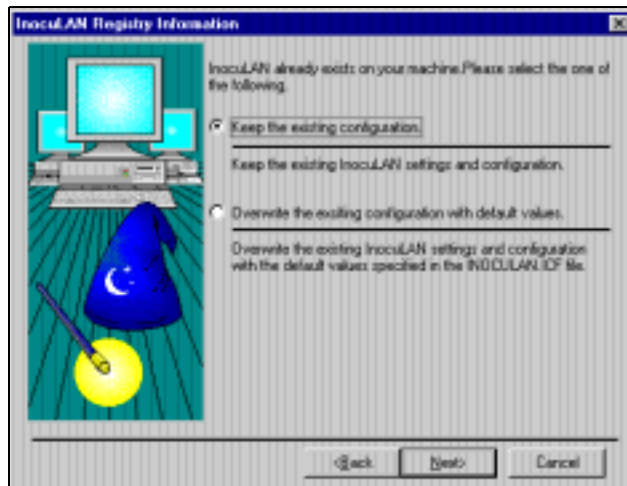 InocuLAN Registry Information
InocuLAN already exists on your machine.Please select the one of
the following.
Keep the existing configuration.
Keep the existing InocuLAN settings and configuration.
Overwrite the exsiting configuration with default values.
Overwrite the existing InocuLAN settings and configuration
with the default values specified in the INOCULAN.ICF file.
<Back
Next>
Cancel